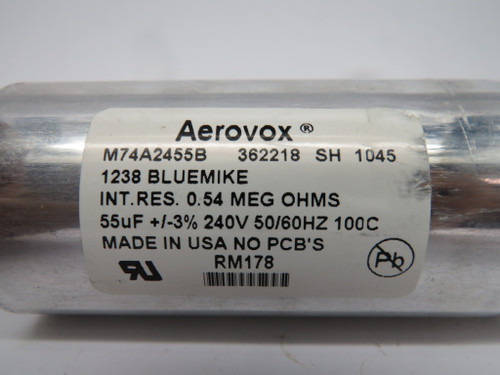 Aerovox ®
M74A2455B 362218 SH 1045
1238 BLUEMIKE
INT.RES. 0.54 MEG OHMS
55uF +/-3% 240V 50/60HZ 100C
MADE IN USA NO PCB'S
RM178
Pb